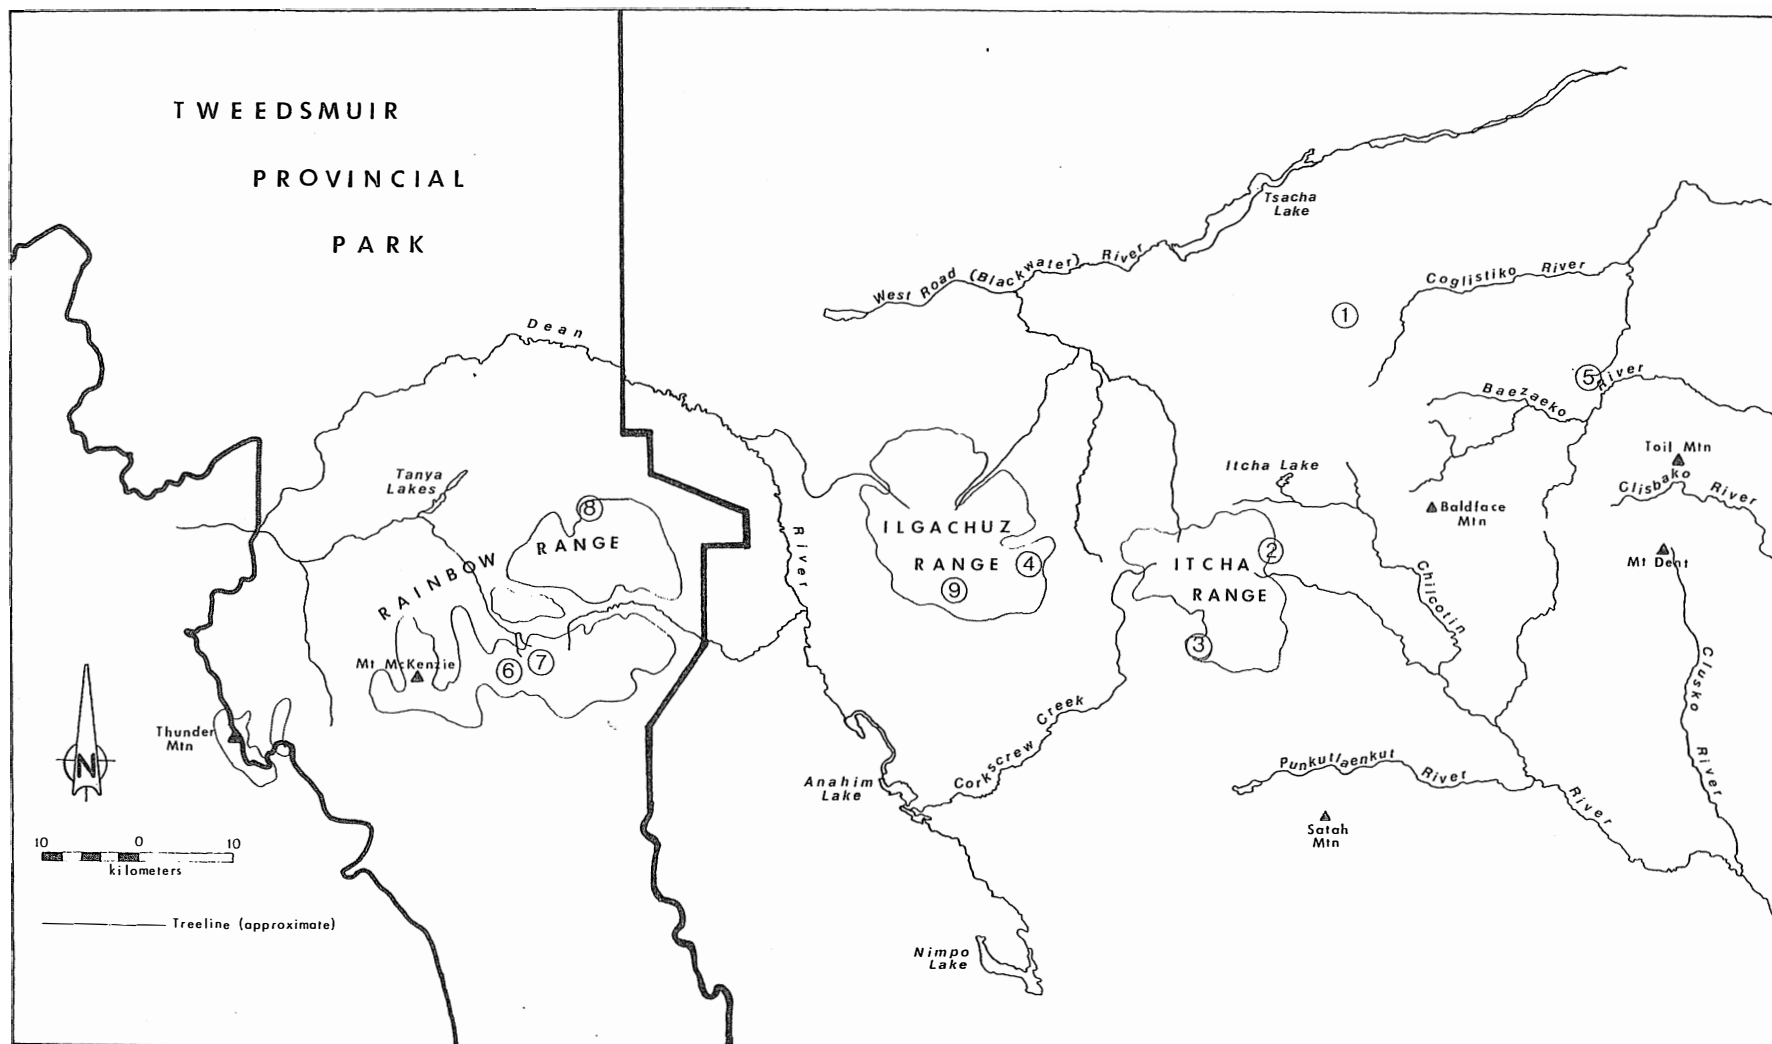 TWEEDSMUIR
PROVINCIAL
PARK
Tsacha
Lake
West Road (Blackwater) River
Coglistiko River
1
Dean
5
Baezaeko River
Tanya
Lakes
Itcha Lake
Toil Mtn
Clisbako River
8
Baldface
Mtn
RAINBOW RANGE
River
ILGACHUZ
RANGE
4
9
2
ITCHA
RANGE
Mt Dent
Chilcotin
3
Mt McKenzie
6
7
Clusko
River
Thunder
Mtn
N
Corkscrew Creek
Anahim
Lake
Punkutlaenkut River
River
Satah
Mtn
10 0 10
kilometers
Treeline (approximate)
Nimpo
Lake